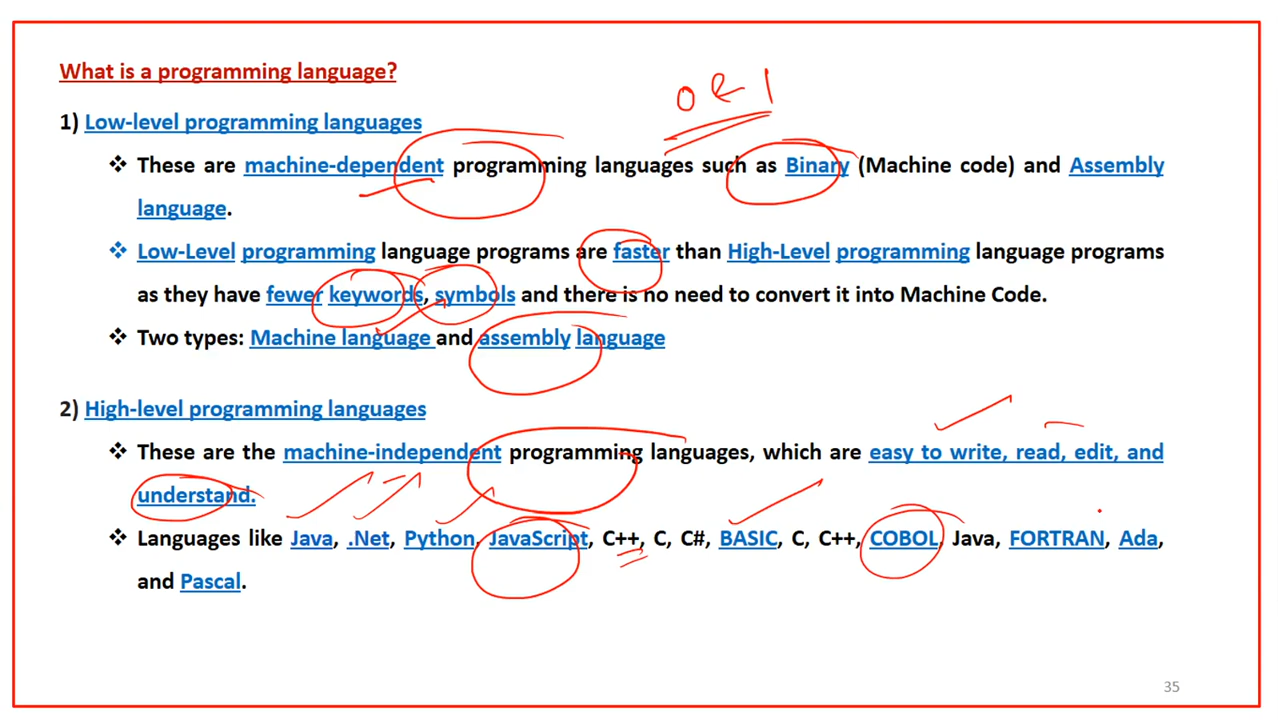 What is a programming language?
0 & 1
1) Low-level programming languages
❖ These are machine-dependent programming languages such as Binary (Machine code) and Assembly
language.
❖ Low-Level programming language programs are faster than High-Level programming language programs
as they have fewer keywords, symbols and there is no need to convert it into Machine Code.
❖ Two types: Machine language and assembly language
2) High-level programming languages
❖ These are the machine-independent programming languages, which are easy to write, read, edit, and
understand.
❖ Languages like Java, .Net, Python, JavaScript, C++, C, C#, BASIC, C, C++, COBOL, Java, FORTRAN, Ada,
and Pascal.
35